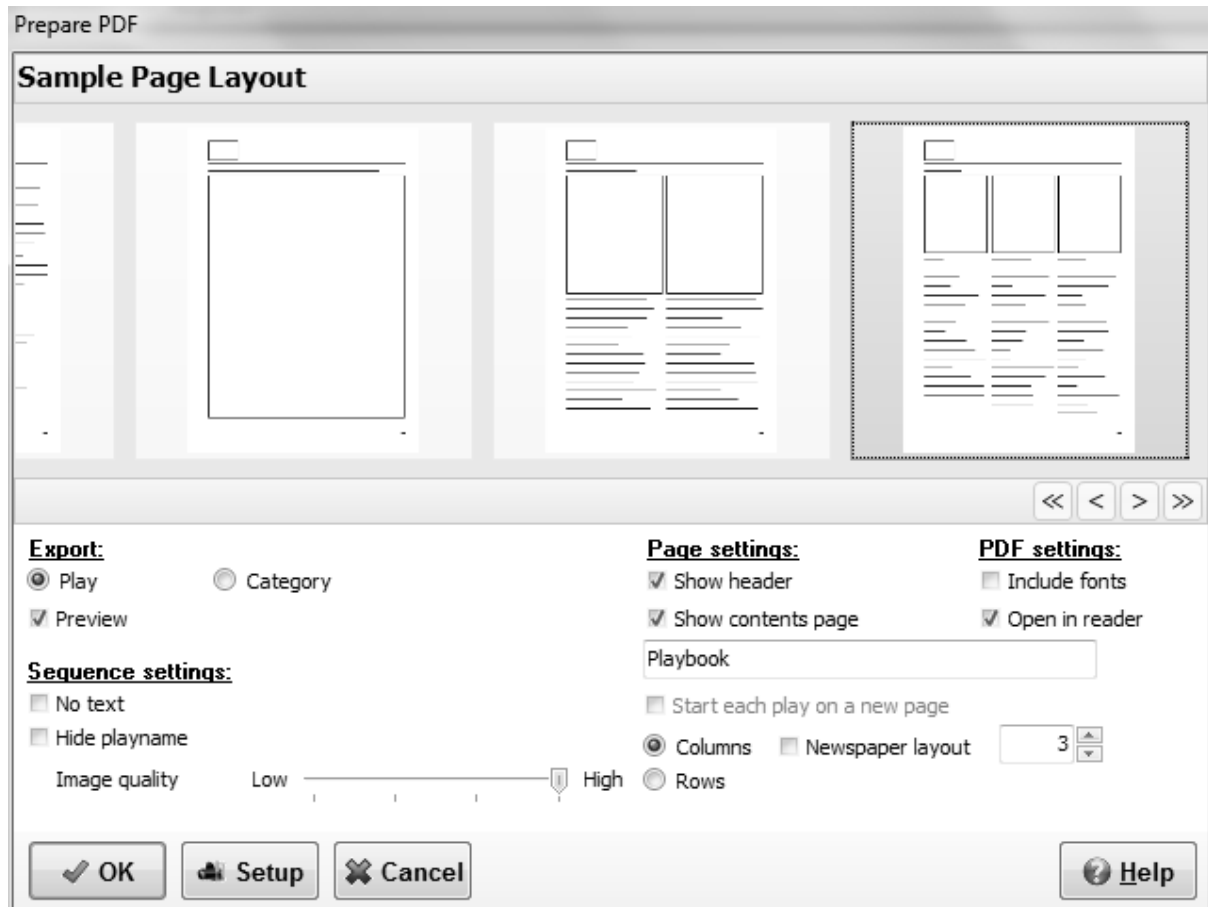 Prepare PDF
Sample Page Layout
Export:
Play Category
Preview
Sequence settings:
No text
Hide playname
Image quality Low High
Page settings:
Show header
Show contents page
Playbook
Start each play on a new page
Columns Newspaper layout 3
Rows
PDF settings:
Include fonts
Open in reader
OK Setup Cancel Help